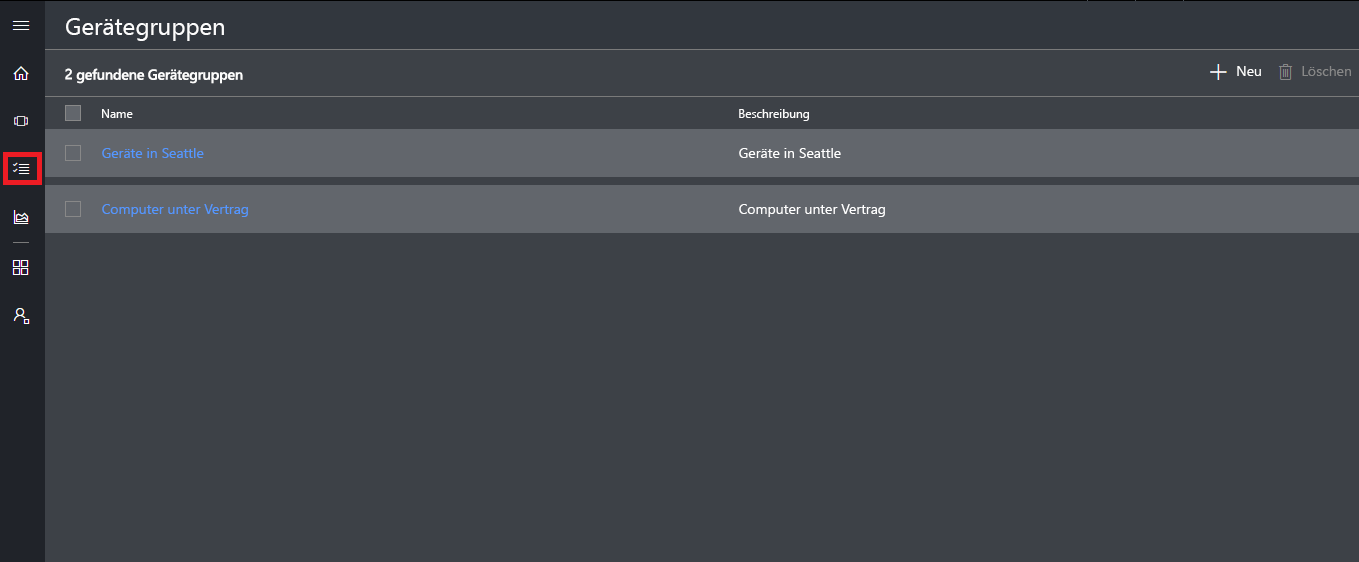 Gerätegruppen
2 gefundene Gerätegruppen
Neu Löschen
Name Beschreibung
Geräte in Seattle Geräte in Seattle
Computer unter Vertrag Computer unter Vertrag